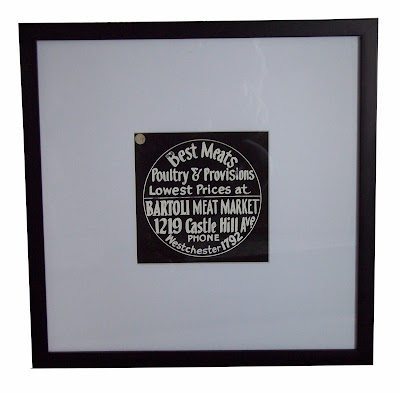 Best Meats
Poultry & Provisions
Lowest Prices at
BARTOLI MEAT MARKET
1219 Castle Hill Ave
PHONE
Westchester 1792